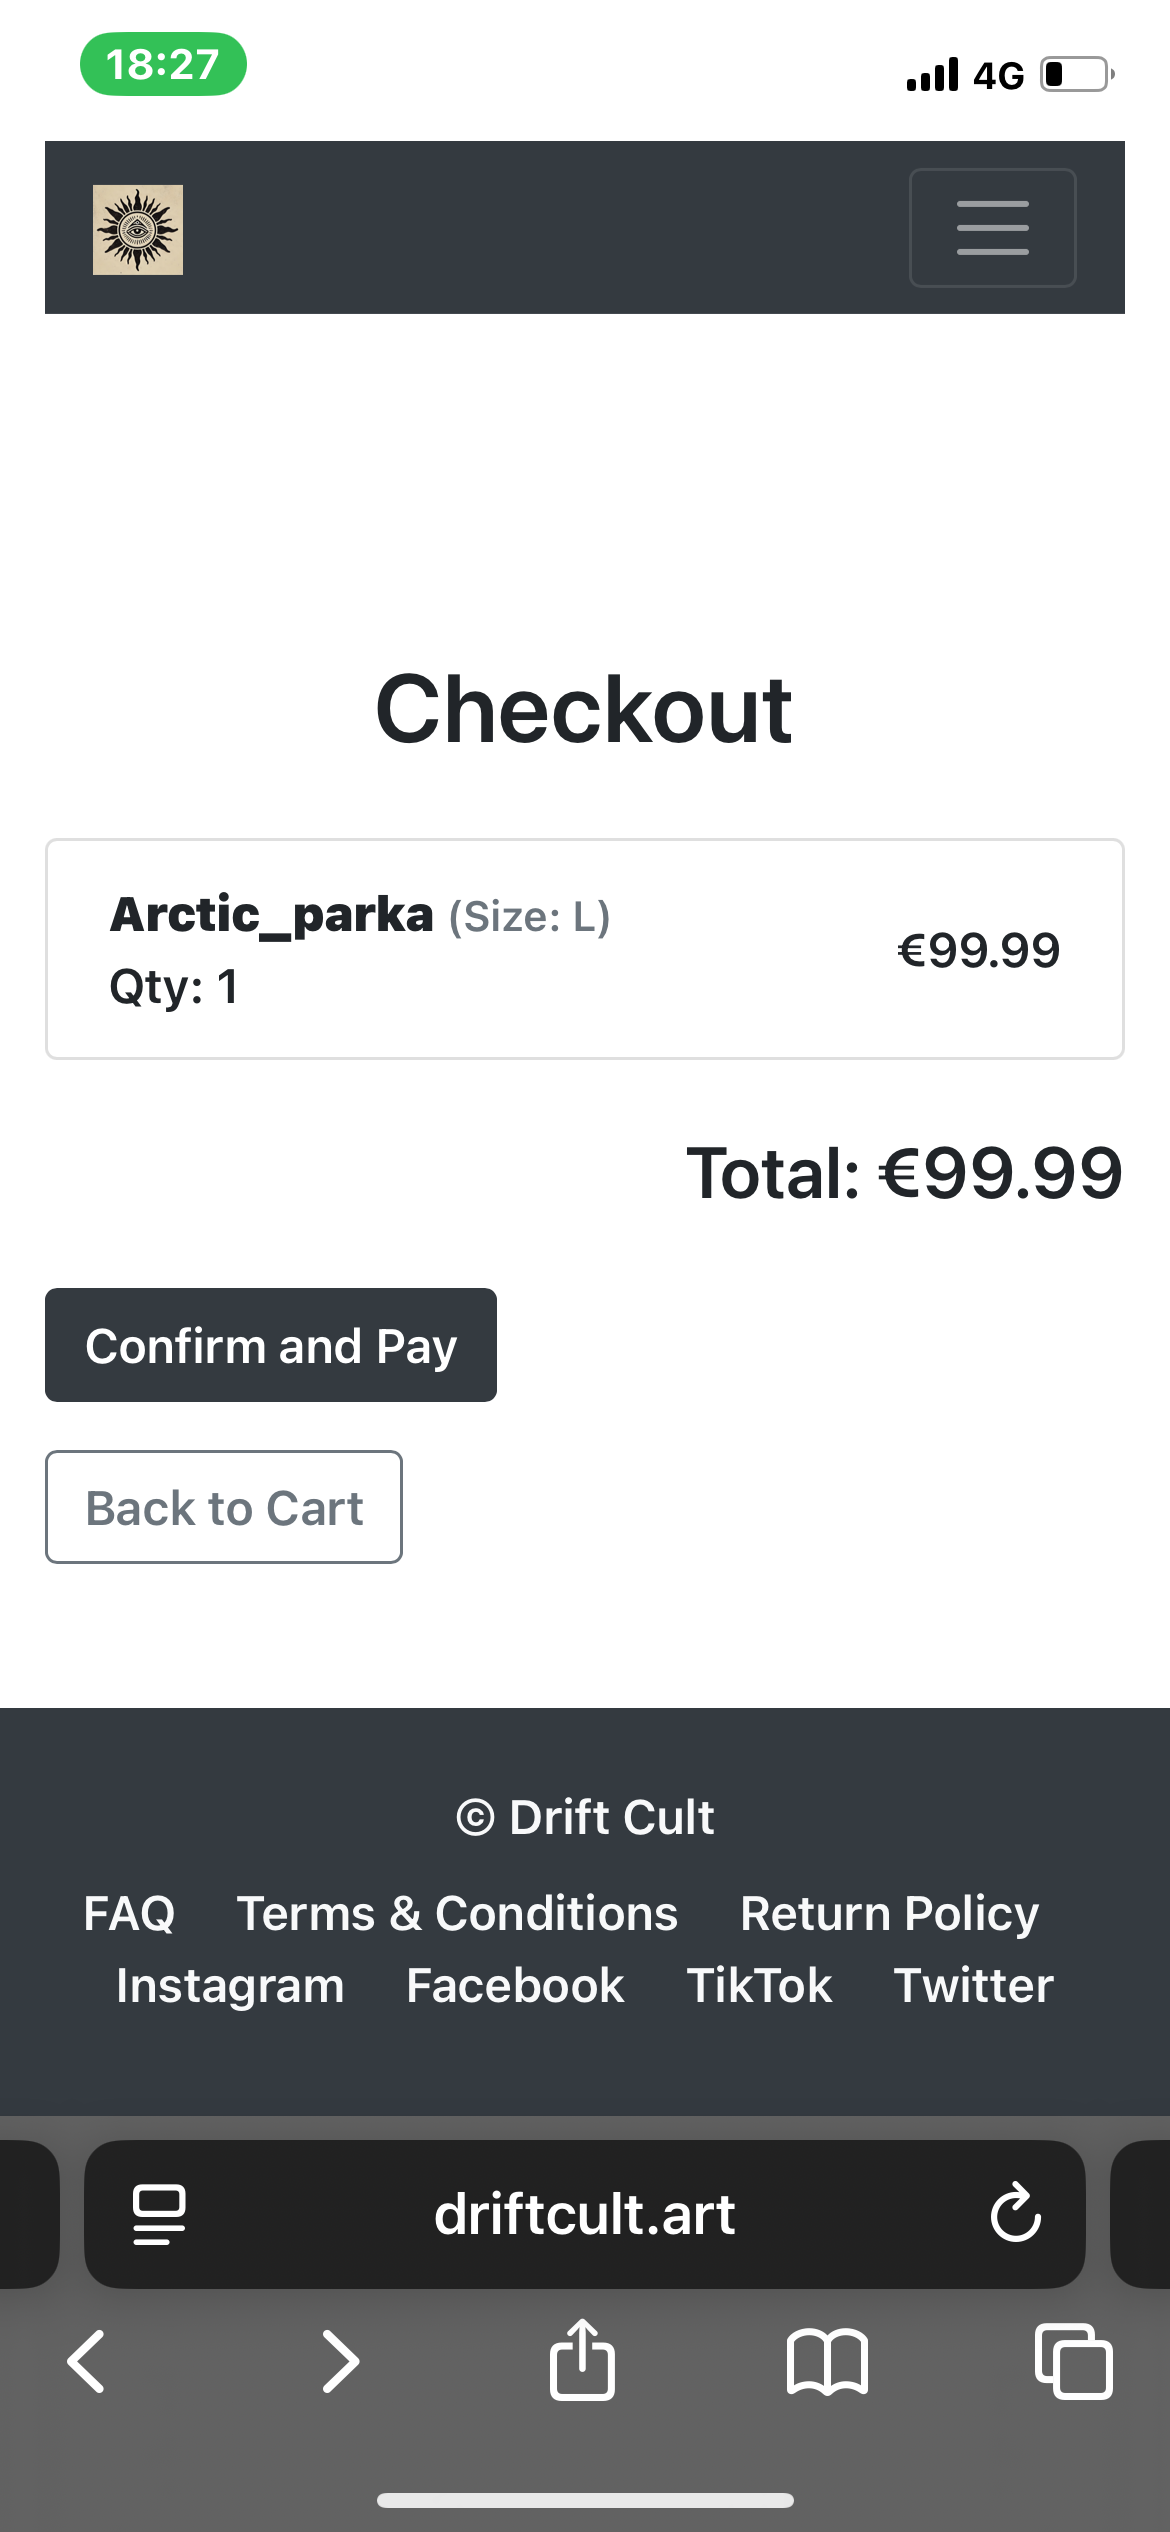 18:27
4G
Checkout
Arctic_parka (Size: L)
Qty: 1
€99.99
Total: €99.99
Confirm and Pay
Back to Cart
© Drift Cult
FAQ Terms & Conditions Return Policy
Instagram Facebook TikTok Twitter
driftcult.art